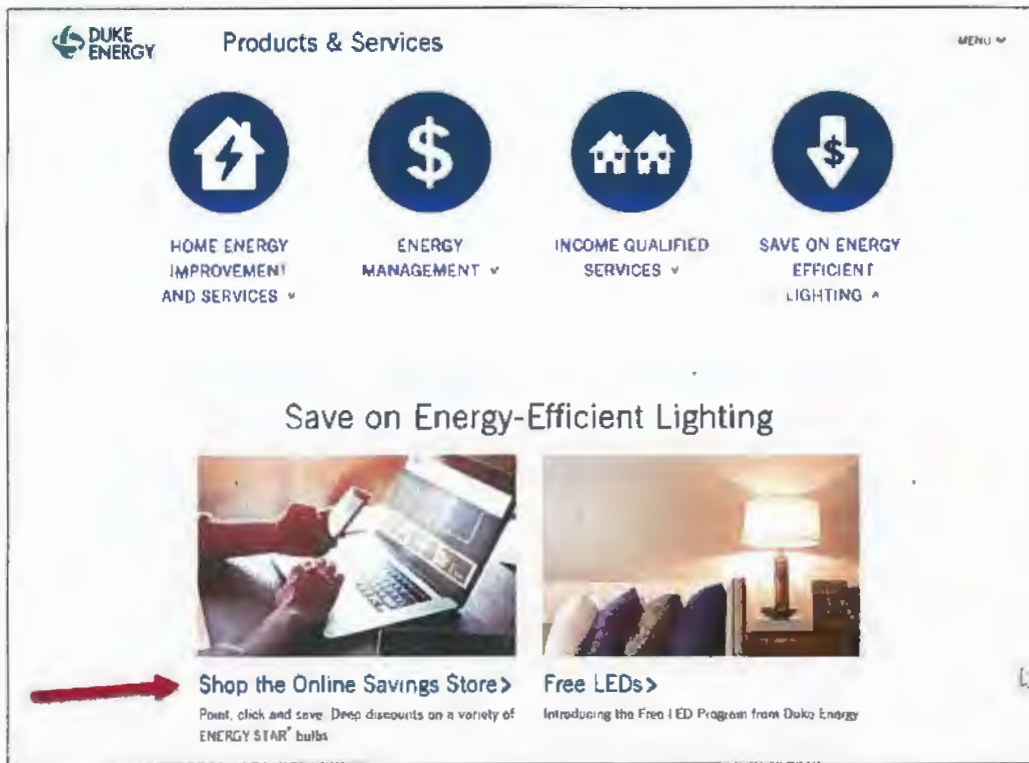 DUKE
ENERGY
Products & Services
MENU
HOME ENERGY
IMPROVEMENT
AND SERVICES
ENERGY
MANAGEMENT
INCOME QUALIFIED
SERVICES
SAVE ON ENERGY
EFFICIENT
LIGHTING
Save on Energy-Efficient Lighting
Shop the Online Savings Store>
Point, click and save. Deep discounts on a variety of
ENERGY STAR® bulbs
Free LEDs>
Introducing the Free LED Program from Duke Energy